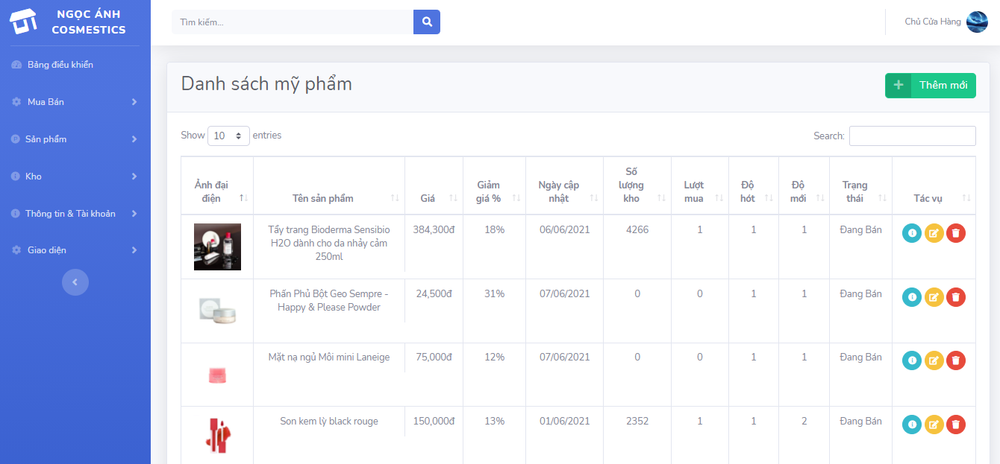 NGỌC ÁNH
COSMESTICS
Tìm kiếm...
Chủ Cửa Hàng
Bảng điều khiển
Mua Bán
Sản phẩm
Kho
Thông tin & Tài khoản
Giao diện
Danh sách mỹ phẩm
Thêm mới
Show 10 entries
Search:
Ảnh đại
điện
Tên sản phẩm
Giá
Giảm
giá %
Ngày cập
nhật
Số
lượng
kho
Lượt
mua
Độ
hót
Độ
mới
Trạng
thái
Tác vụ
Tẩy trang Bioderma Sensibio
H2O dành cho da nhảy cảm
250ml
384,300đ
18%
06/06/2021
4266
1
1
1
Đang Bán
Phấn Phủ Bột Geo Sempre -
Happy & Please Powder
24,500đ
31%
07/06/2021
0
0
1
1
Đang Bán
Mặt nạ ngủ Môi mini Laneige
75,000đ
12%
07/06/2021
0
0
1
1
Đang Bán
Son kem lỳ black rouge
150,000đ
13%
01/06/2021
2352
1
1
2
Đang Bán